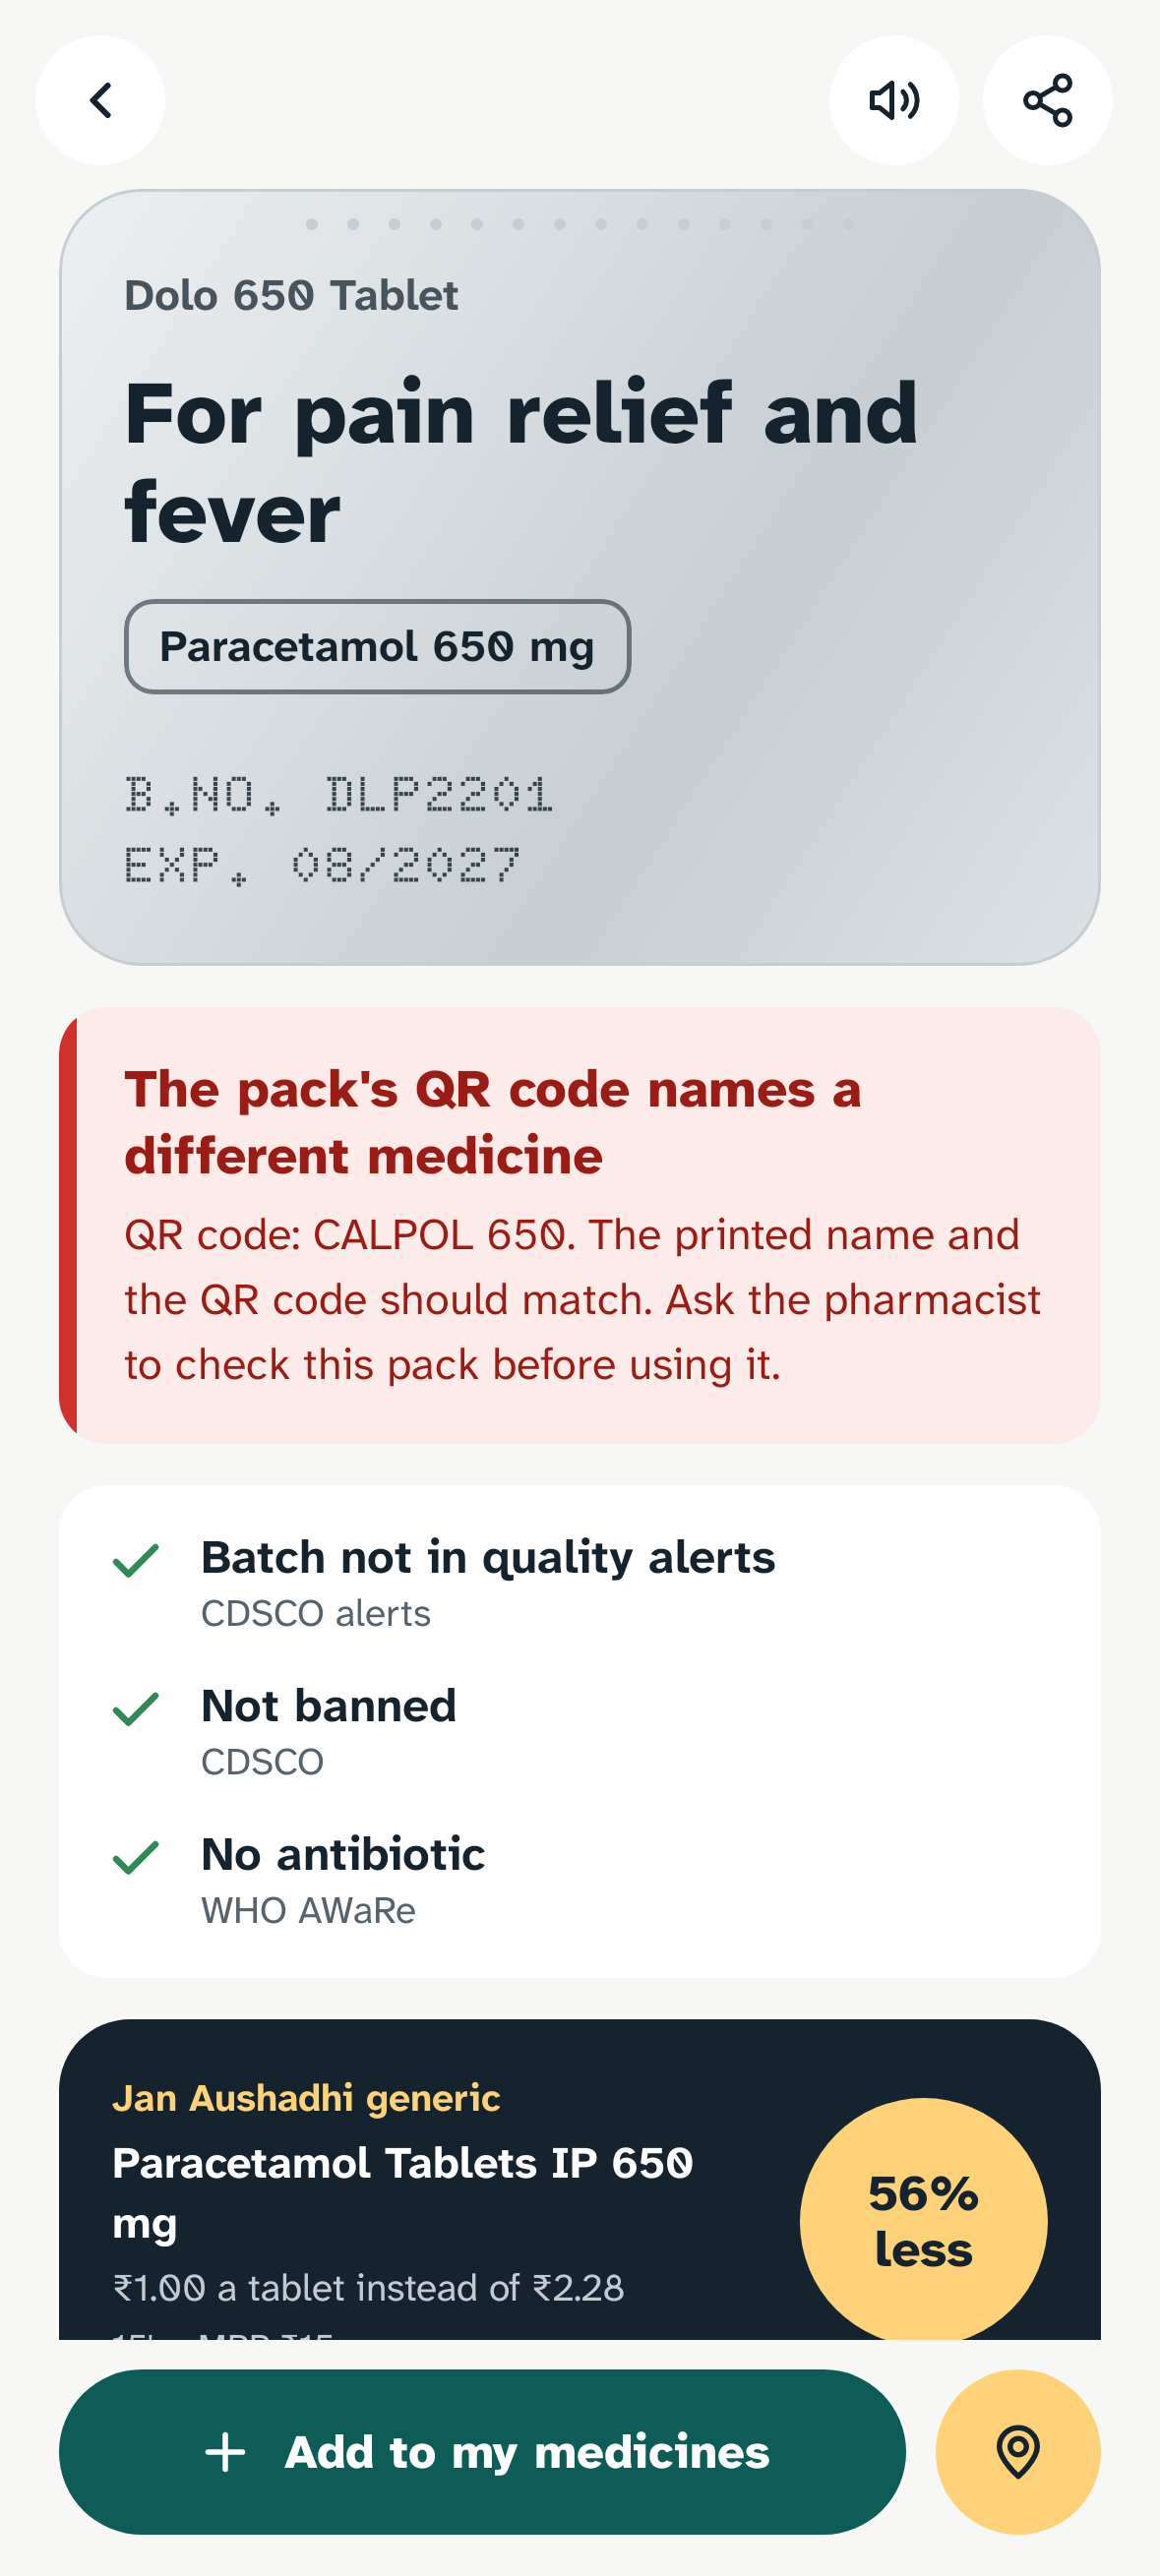 Dolo 650 Tablet
For pain relief and
fever
Paracetamol 650 mg
B.NO. DLP2201
EXP. 08/2027
The pack's QR code names a
different medicine
QR code: CALPOL 650. The printed name and
the QR code should match. Ask the pharmacist
to check this pack before using it.
Batch not in quality alerts
CDSCO alerts
Not banned
CDSCO
No antibiotic
WHO AWaRe
Jan Aushadhi generic
Paracetamol Tablets IP 650
mg
₹1.00 a tablet instead of ₹2.28
56%
less
Add to my medicines